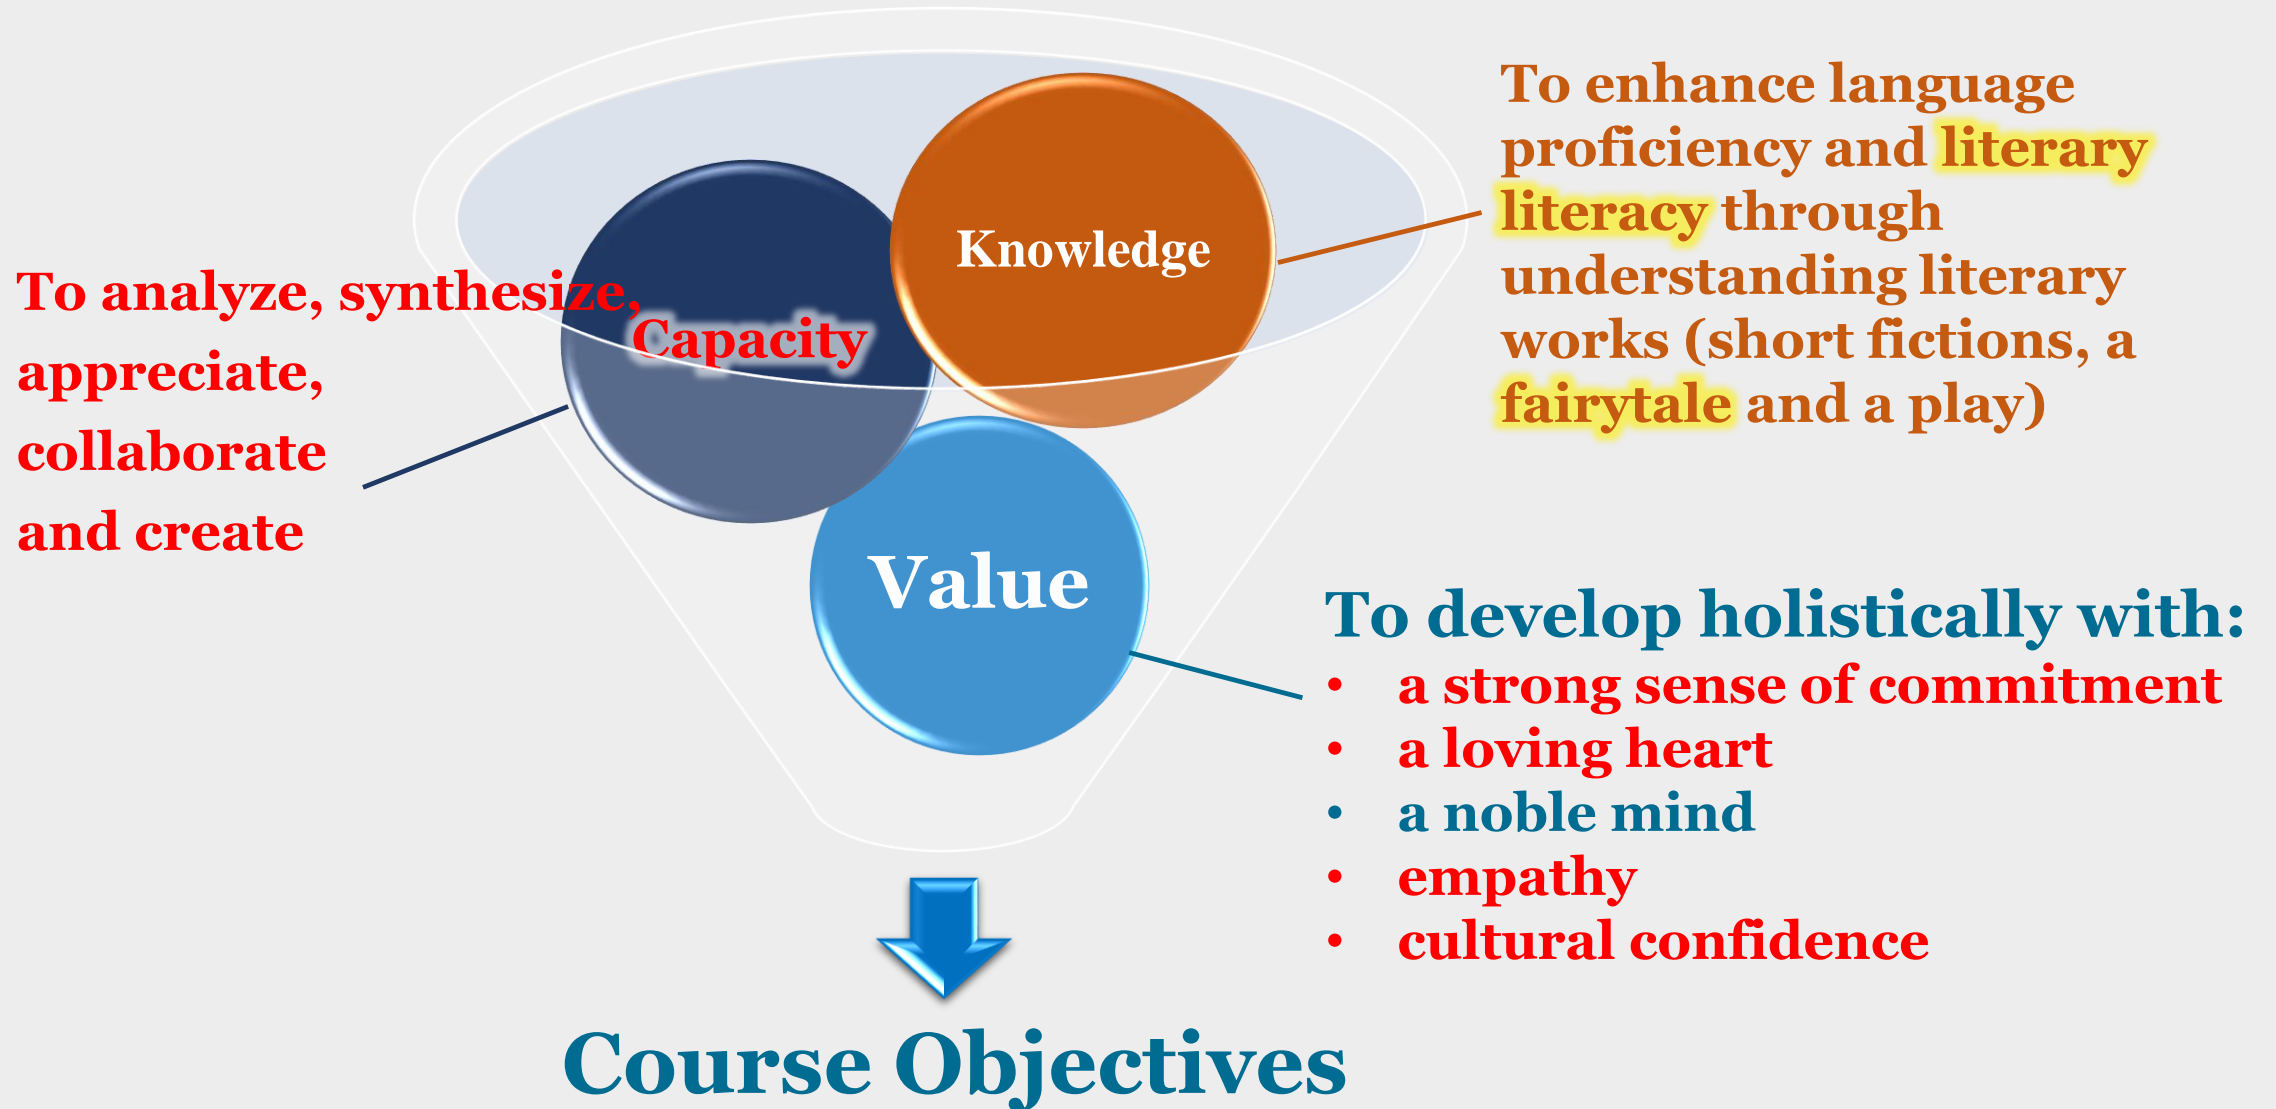 To enhance language
proficiency and literary
literacy through
understanding literary
works (short fictions, a
fairytale and a play)
Knowledge
To analyze, synthesize,
appreciate,
collaborate
and create
Capacity
Value
To develop holistically with:
• a strong sense of commitment
• a loving heart
• a noble mind
• empathy
• cultural confidence
Course Objectives